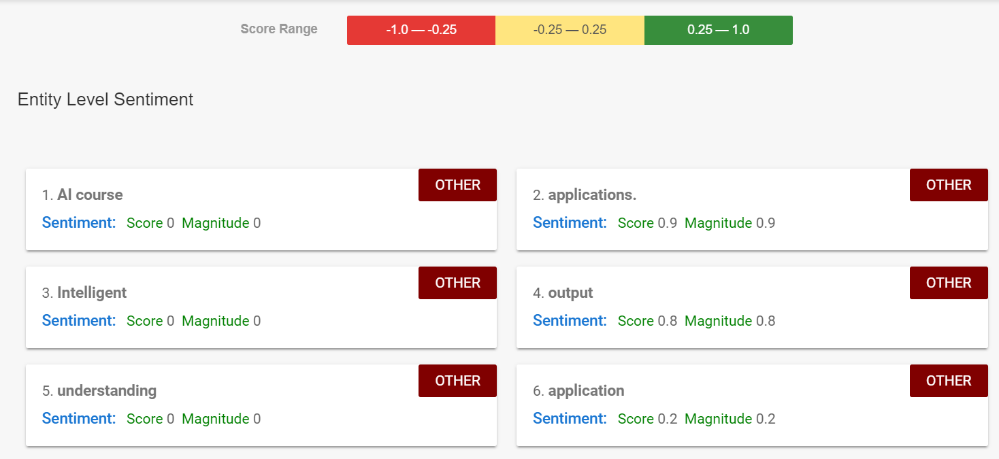 Score Range -1.0 — -0.25 -0.25 — 0.25 0.25 — 1.0
Entity Level Sentiment
1. AI course OTHER
Sentiment: Score 0 Magnitude 0
2. applications. OTHER
Sentiment: Score 0.9 Magnitude 0.9
3. Intelligent OTHER
Sentiment: Score 0 Magnitude 0
4. output OTHER
Sentiment: Score 0.8 Magnitude 0.8
5. understanding OTHER
Sentiment: Score 0 Magnitude 0
6. application OTHER
Sentiment: Score 0.2 Magnitude 0.2